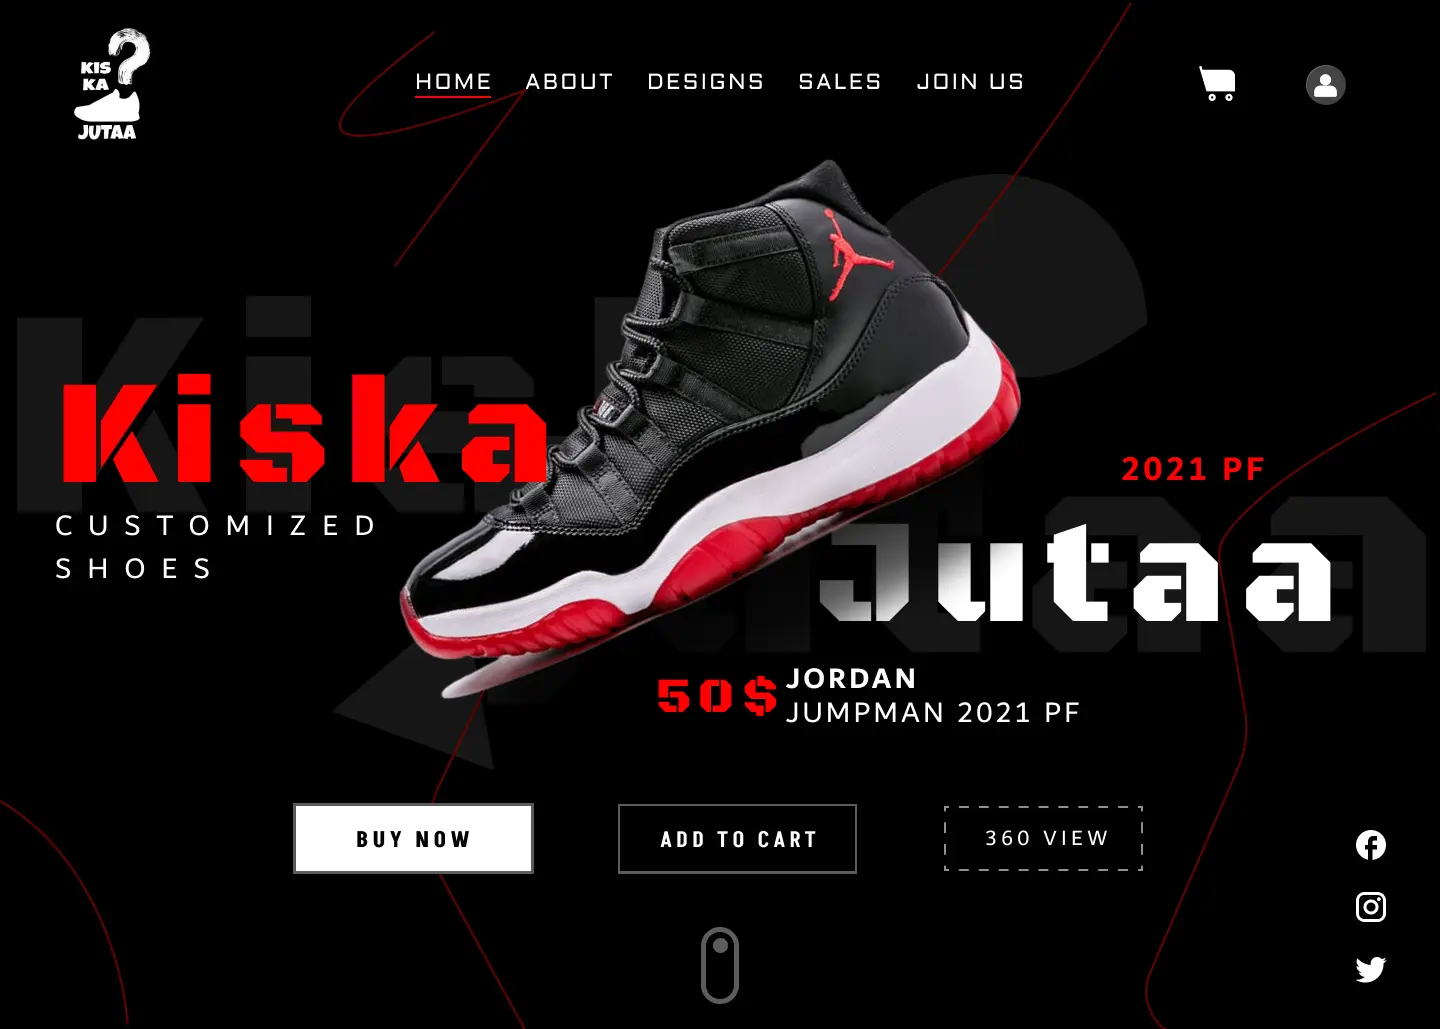 KIS
KA
JUTAA
HOME ABOUT DESIGNS SALES JOIN US
Kiska
CUSTOMIZED
SHOES
2021 PF
Jutaa
50$
JORDAN
JUMPMAN 2021 PF
BUY NOW ADD TO CART 360 VIEW